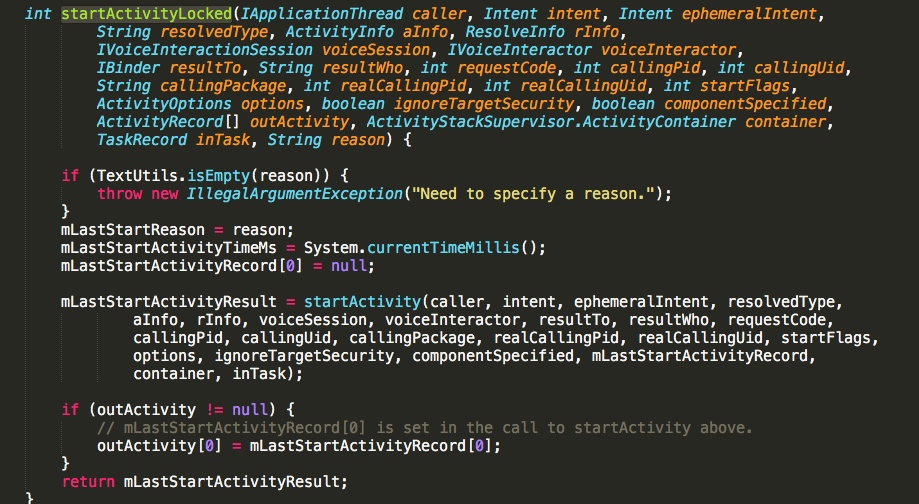 int startActivityLocked(IApplicationThread caller, Intent intent, Intent ephemeralIntent,
String resolvedType, ActivityInfo aInfo, ResolveInfo rInfo,
IVoiceInteractionSession voiceSession, IVoiceInteractor voiceInteractor,
IBinder resultTo, String resultWho, int requestCode, int callingPid, int callingUid,
String callingPackage, int realCallingPid, int realCallingUid, int startFlags,
ActivityOptions options, boolean ignoreTargetSecurity, boolean componentSpecified,
ActivityRecord[] outActivity, ActivityStackSupervisor.ActivityContainer container,
TaskRecord inTask, String reason) {
if (TextUtils.isEmpty(reason)) {
throw new IllegalArgumentException("Need to specify a reason.");
}
mLastStartReason = reason;
mLastStartActivityTimeMs = System.currentTimeMillis();
mLastStartActivityRecord[0] = null;
mLastStartActivityResult = startActivity(caller, intent, ephemeralIntent, resolvedType,
aInfo, rInfo, voiceSession, voiceInteractor, resultTo, resultWho, requestCode,
callingPid, callingUid, callingPackage, realCallingPid, realCallingUid, startFlags,
options, ignoreTargetSecurity, componentSpecified, mLastStartActivityRecord,
container, inTask);
if (outActivity != null) {
// mLastStartActivityRecord[0] is set in the call to startActivity above.
outActivity[0] = mLastStartActivityRecord[0];
}
return mLastStartActivityResult;
}